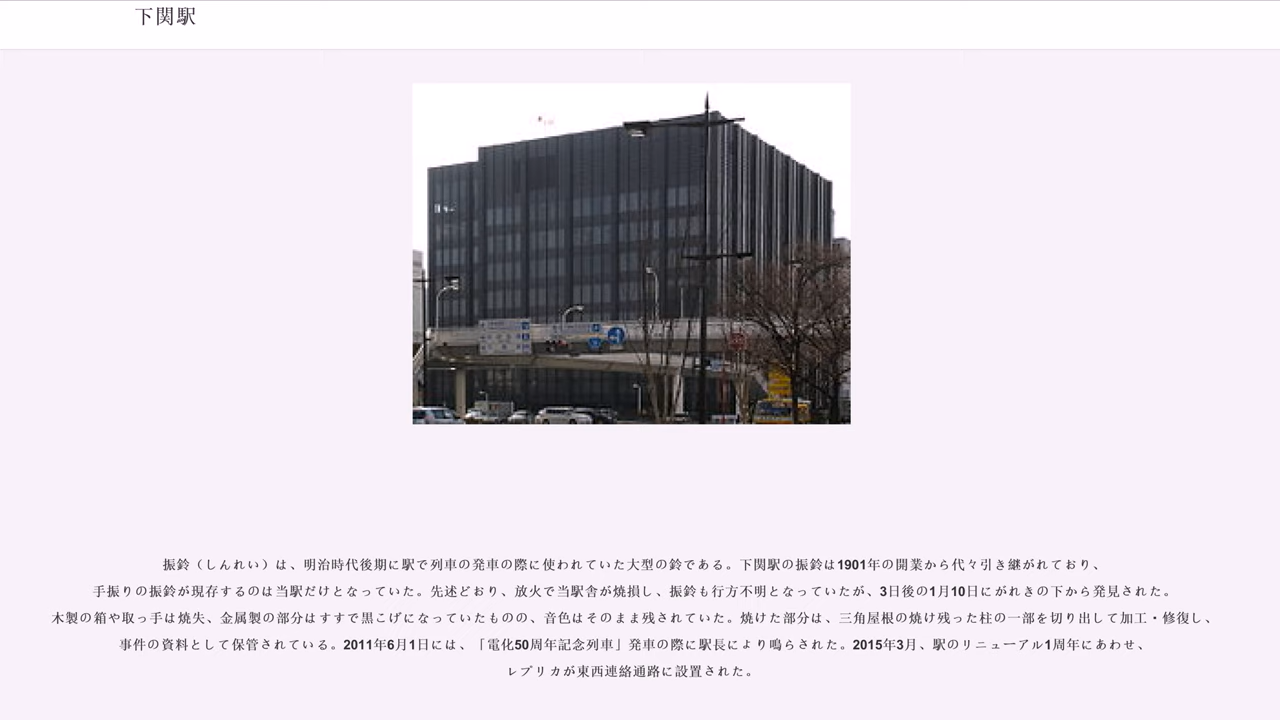 下関駅
振鈴（しんれい）は、明治時代後期に駅で列車の発車の際に使われていた大型の鈴である。下関駅の振鈴は1901年の開業から代々引き継がれており、
手振りの振鈴が現存するのは当駅だけとなっていた。先述どおり、放火で当駅舎が焼損し、振鈴も行方不明となっていたが、3日後の1月10日にがれきの下から発見された。
木製の箱や取っ手は焼失、金属製の部分はすすで黒こげになっていたものの、音色はそのまま残されていた。焼けた部分は、三角屋根の焼け残った柱の一部を切り出して加工・修復し、
事件の資料として保管されている。2011年6月1日には、「電化50周年記念列車」発車の際に駅長により鳴らされた。2015年3月、駅のリニューアル1周年にあわせ、
レプリカが東西連絡通路に設置された。